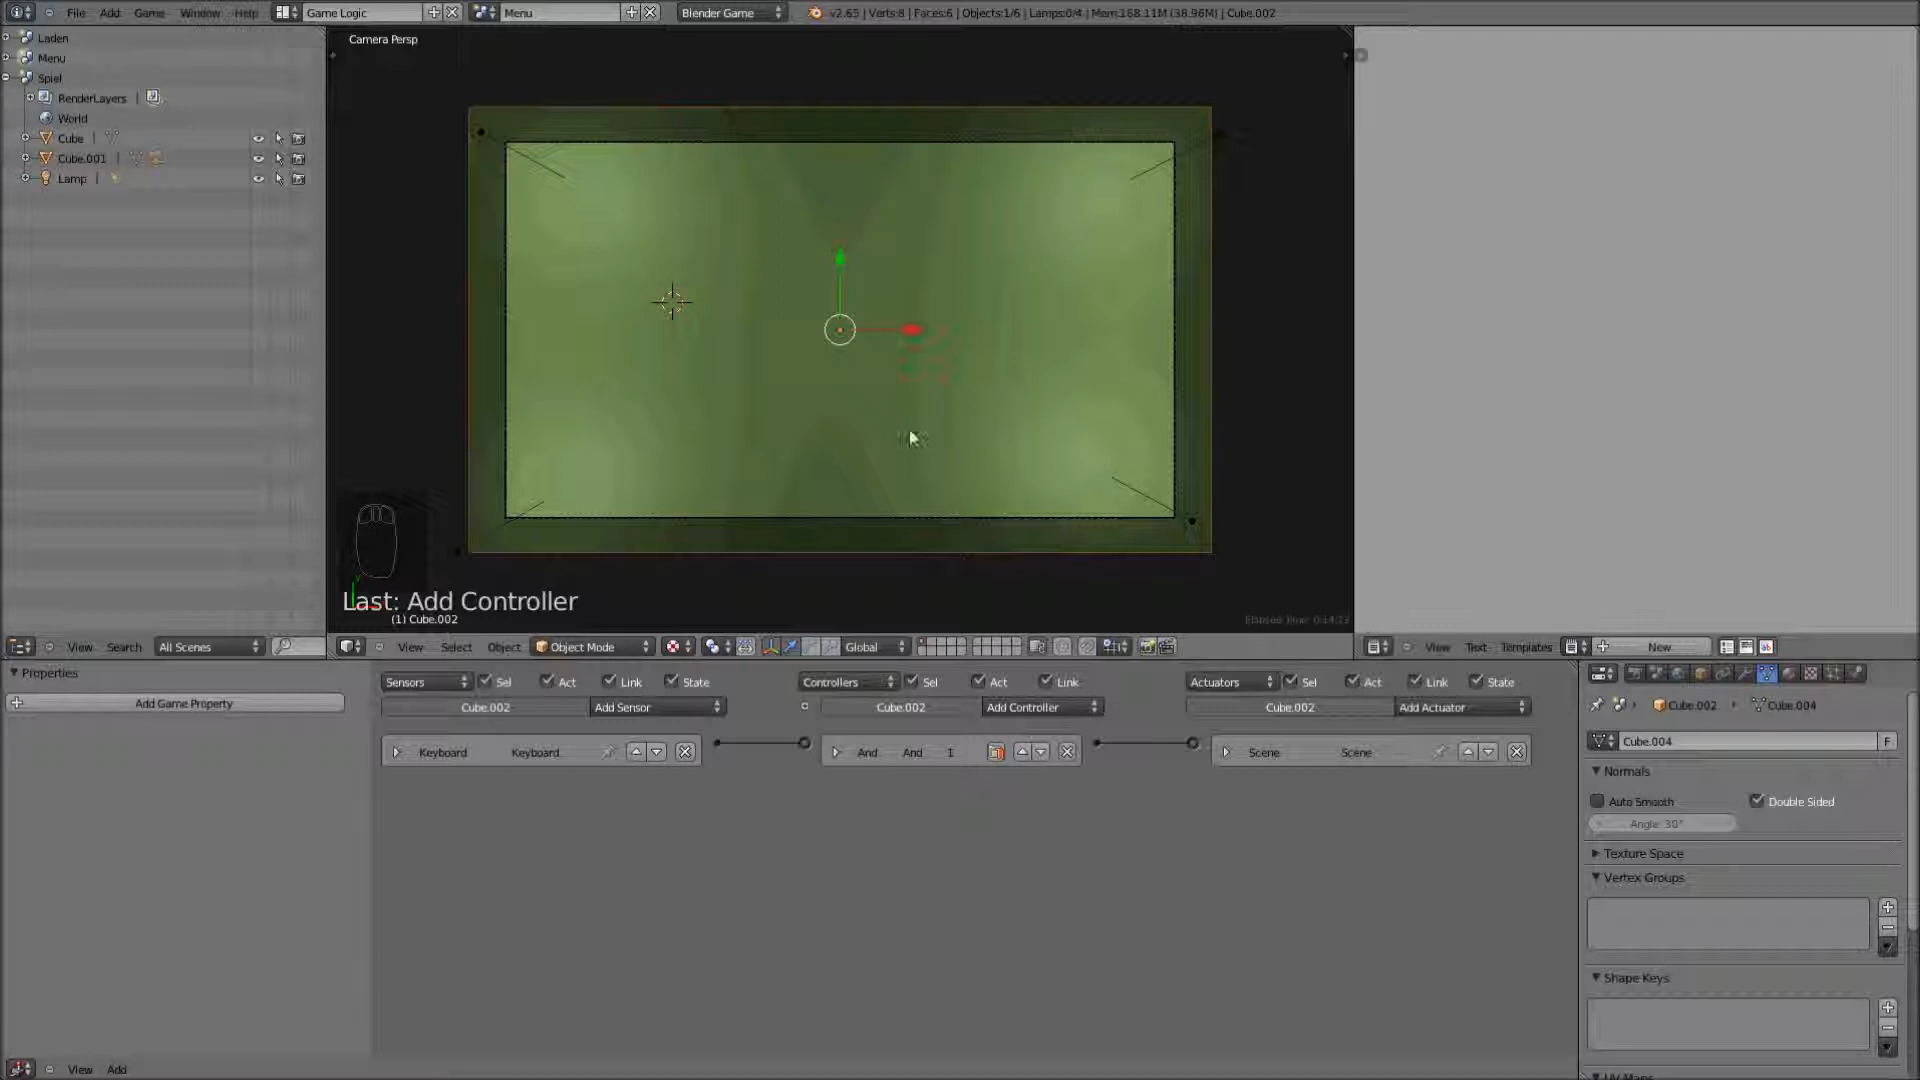 File Add Game Window Help Game Logic Menu Blender Game v2.65 | Verts:8 | Faces:6 | Objects:1/6 | Lamps:0/4 | Mem:168.11M (38.96M) | Cube.002
Laden
Menu
Spiel
RenderLayers |
World
Cube |
Cube.001 |
Lamp |
Camera Persp
Last: Add Controller
(1) Cube.002
View Search All Scenes
View Select Object Object Mode Global
View Text Templates New
Properties
Add Game Property
Sensors Sel Act Link State
Controllers Sel Act Link
Actuators Sel Act Link State
Cube.002 Add Sensor
Cube.002 Add Controller
Cube.002 Add Actuator
Keyboard Keyboard
And And 1
Scene Scene
Cube.002 Cube.004
Cube.004 F
Normals
Auto Smooth Double Sided
Angle: 30°
Texture Space
Vertex Groups
Shape Keys
UV Maps
View Add